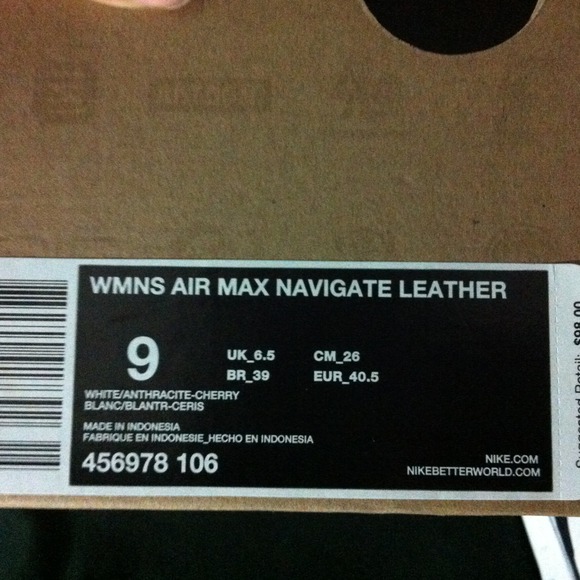 WMNS AIR MAX NAVIGATE LEATHER
9
UK_6.5 CM_26
BR_39 EUR_40.5
WHITE/ANTHRACITE-CHERRY
BLANC/BLANTR-CERIS
MADE IN INDONESIA
FABRIQUE EN INDONESIE_HECHO EN INDONESIA
456978 106
NIKE.COM
NIKEBETTERWORLD.COM
Suggested Retail: $98.00